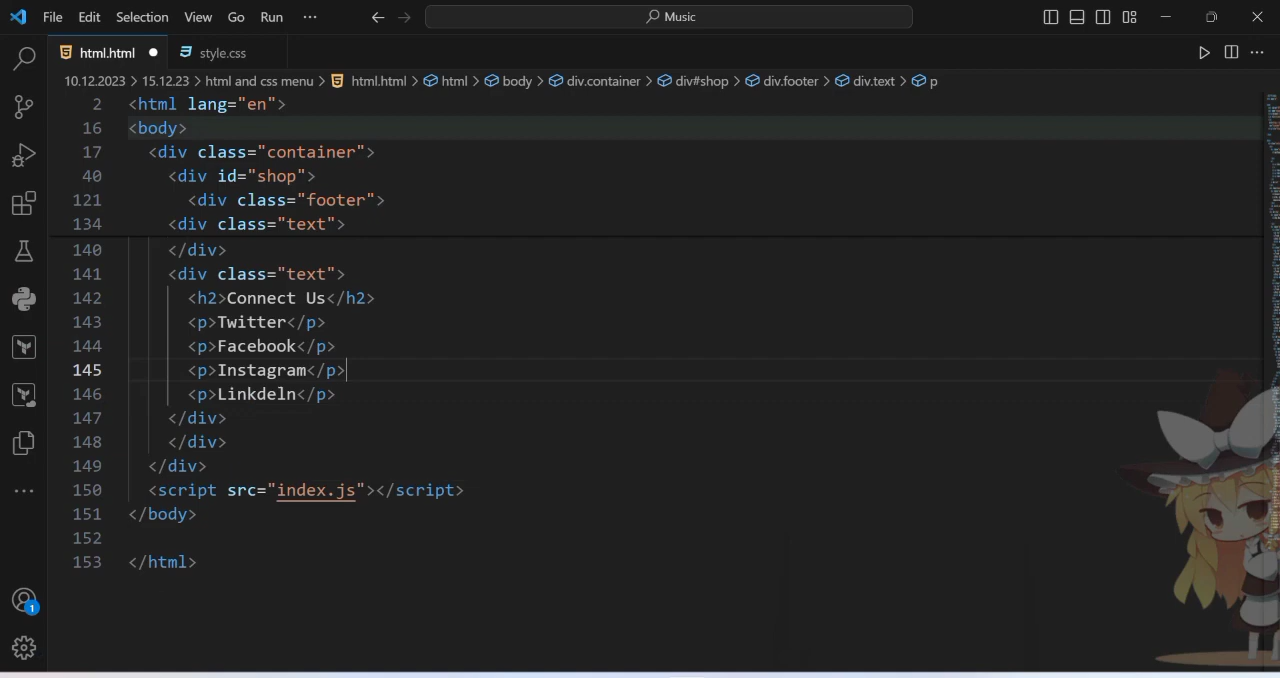 File Edit Selection View Go Run ··· Music
html.html style.css
10.12.2023 > 15.12.23 > html and css menu > html.html > html > body > div.container > div#shop > div.footer > div.text > p
2 <html lang="en">
16 <body>
17 <div class="container">
40 <div id="shop">
121 <div class="footer">
134 <div class="text">
140 </div>
141 <div class="text">
142 <h2>Connect Us</h2>
143 <p>Twitter</p>
144 <p>Facebook</p>
145 <p>Instagram</p>
146 <p>Linkdeln</p>
147 </div>
148 </div>
149 </div>
150 <script src="index.js"></script>
151 </body>
152
153 </html>
1